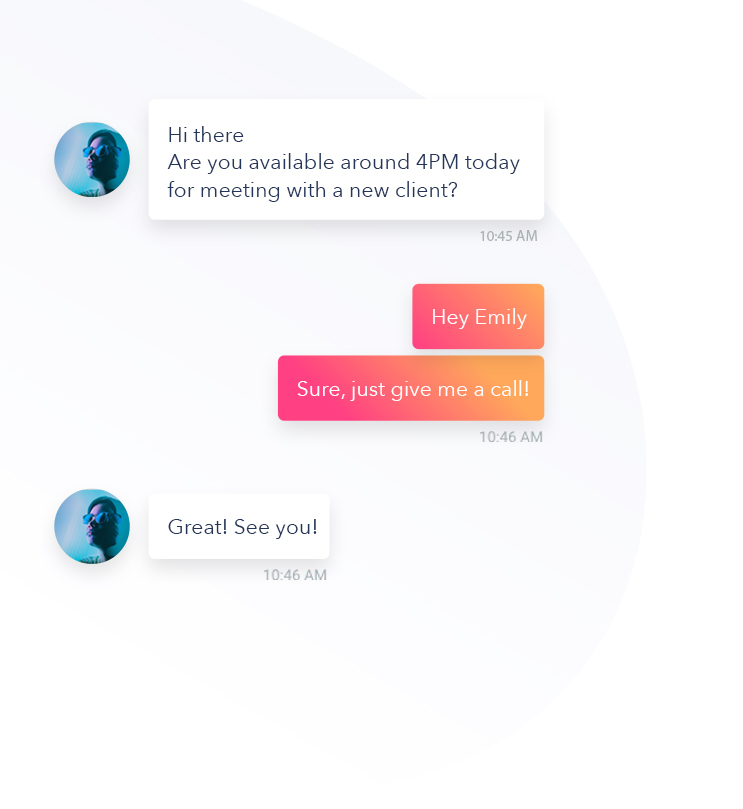 Hi there
Are you available around 4PM today
for meeting with a new client?
10:45 AM
Hey Emily
Sure, just give me a call!
10:46 AM
Great! See you!
10:46 AM